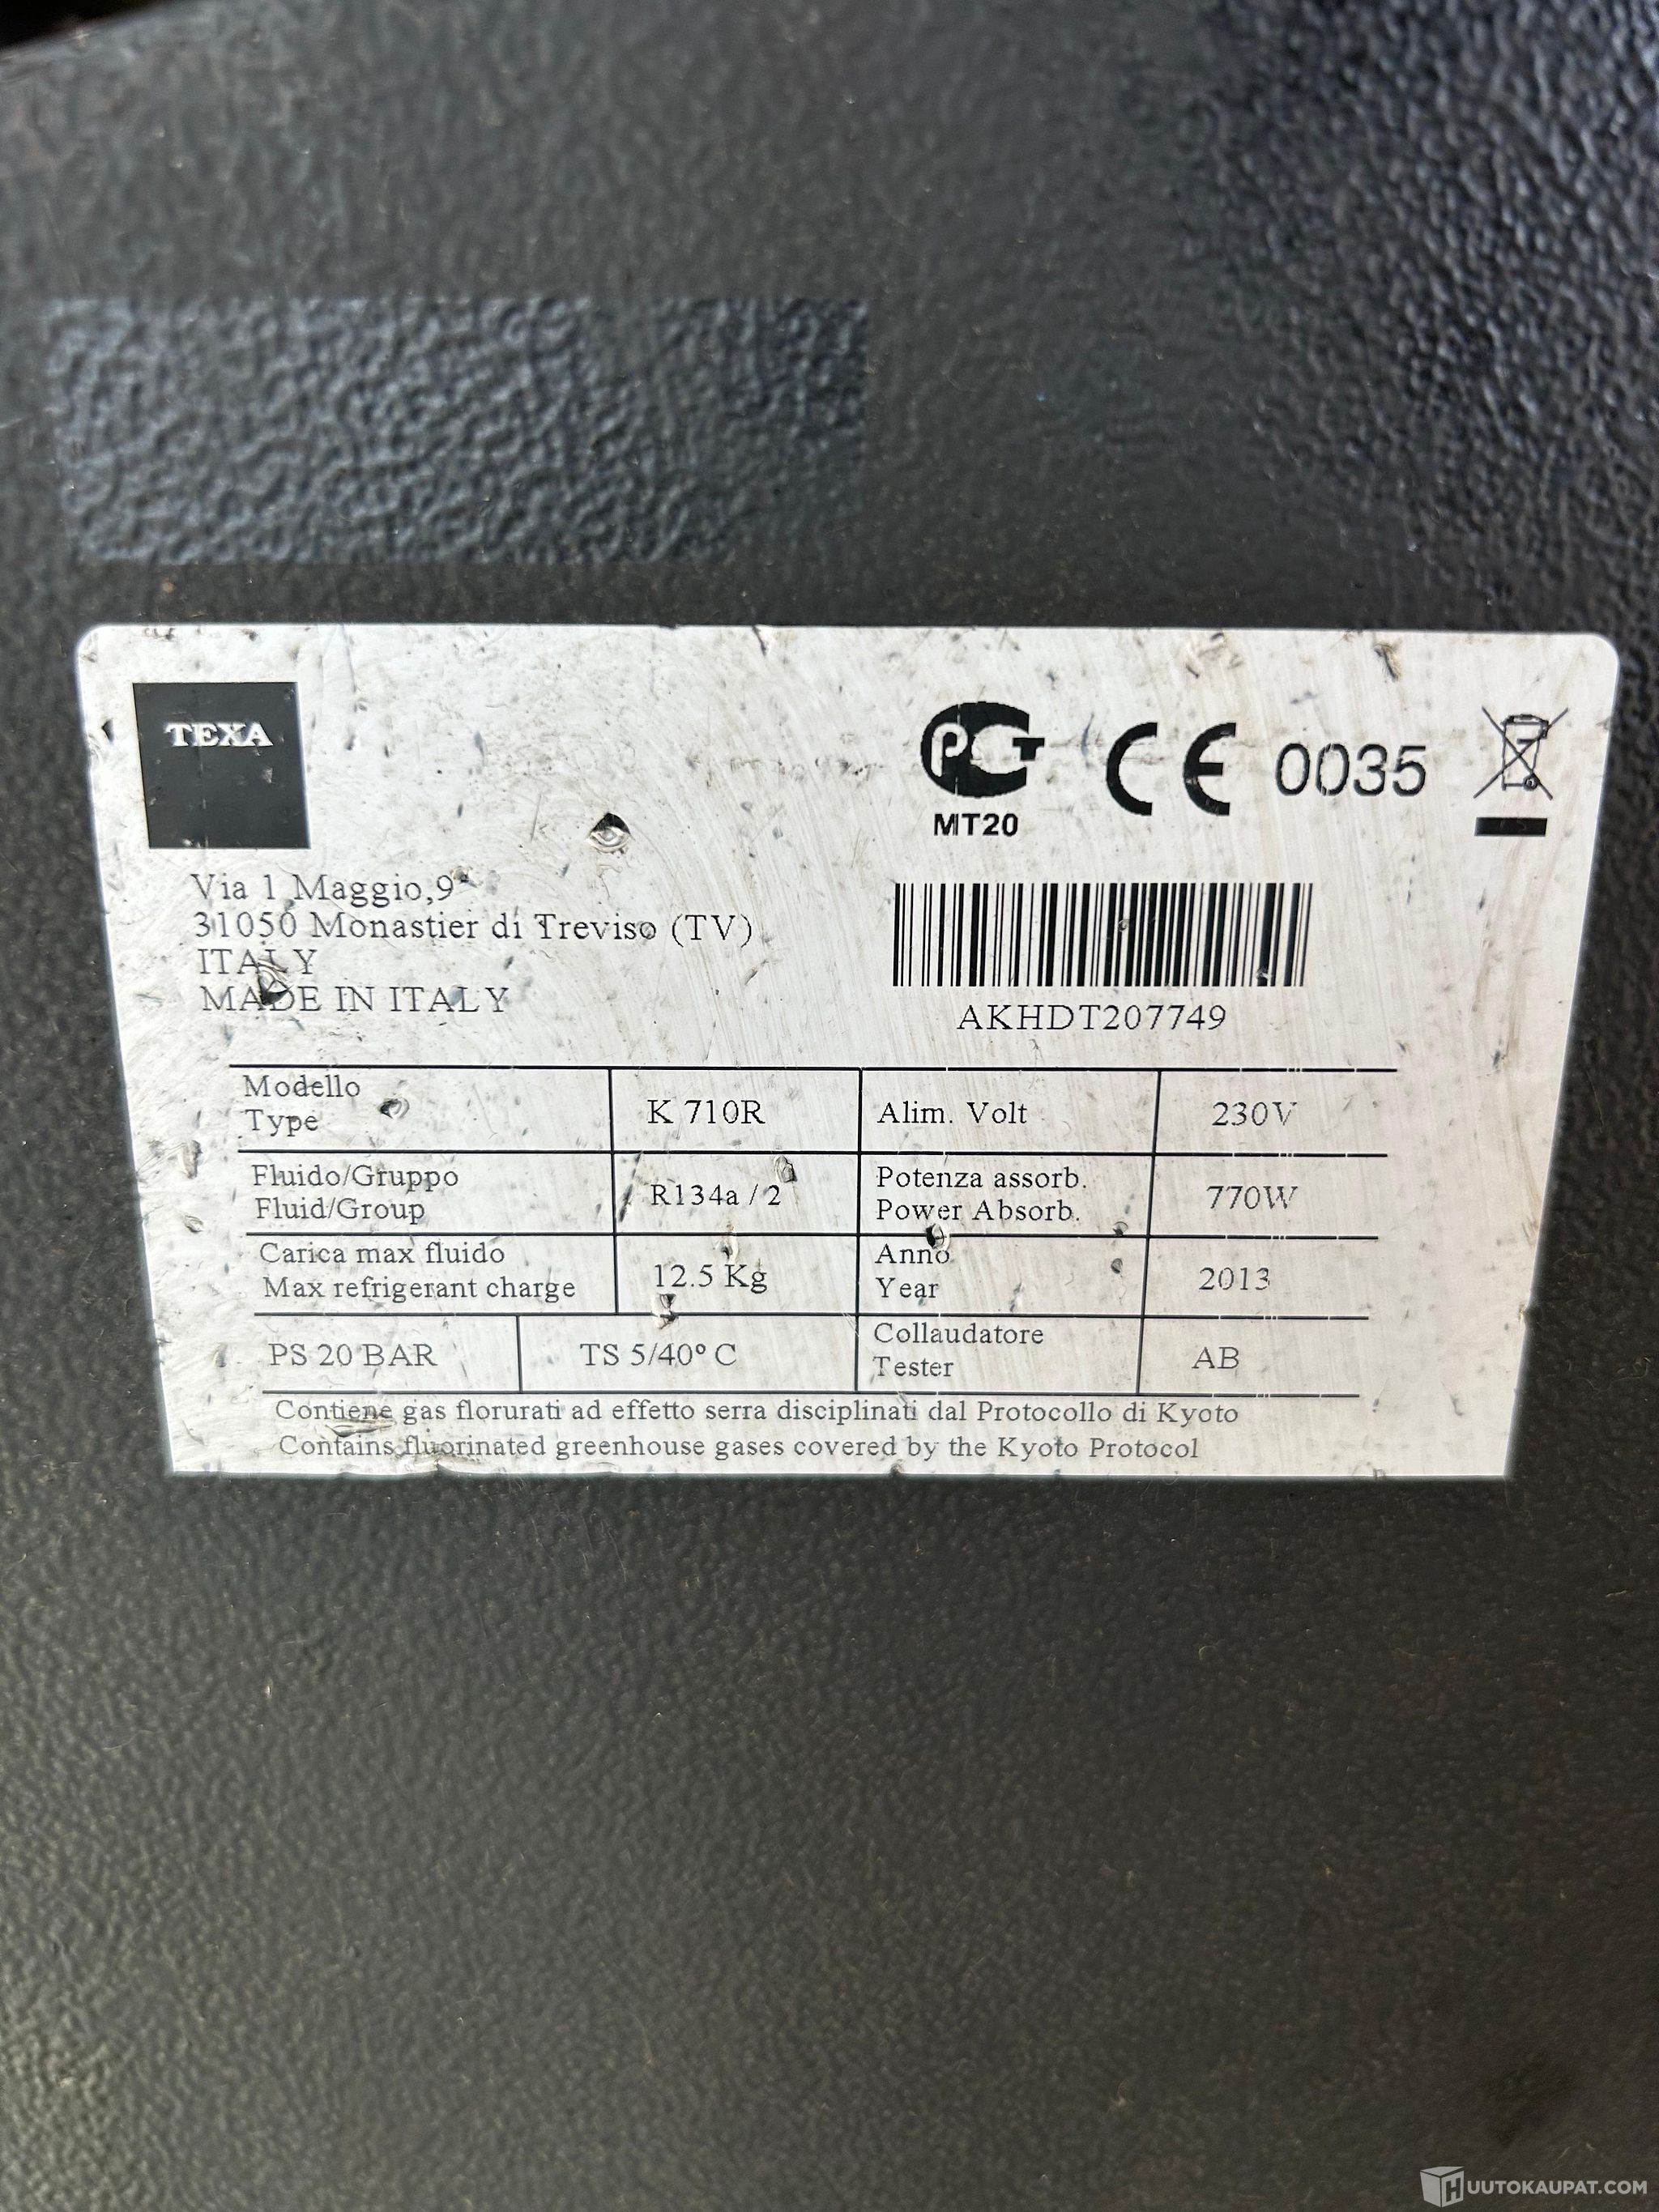 TEXA
PCT
MT20
CE 0035
Via 1 Maggio,9
31050 Monastier di Treviso (TV)
ITALY
MADE IN ITALY
AKHDT207749
Modello
Type
K 710R
Alim. Volt
230V
Fluido/Gruppo
Fluid/Group
R134a / 2
Potenza assorb.
Power Absorb.
770W
Carica max fluido
Max refrigerant charge
12.5 Kg
Anno
Year
2013
PS 20 BAR
TS 5/40° C
Collaudatore
Tester
AB
Contiene gas florurati ad effetto serra disciplinati dal Protocollo di Kyoto
Contains fluorinated greenhouse gases covered by the Kyoto Protocol
HUUTOKAUPAT.COM